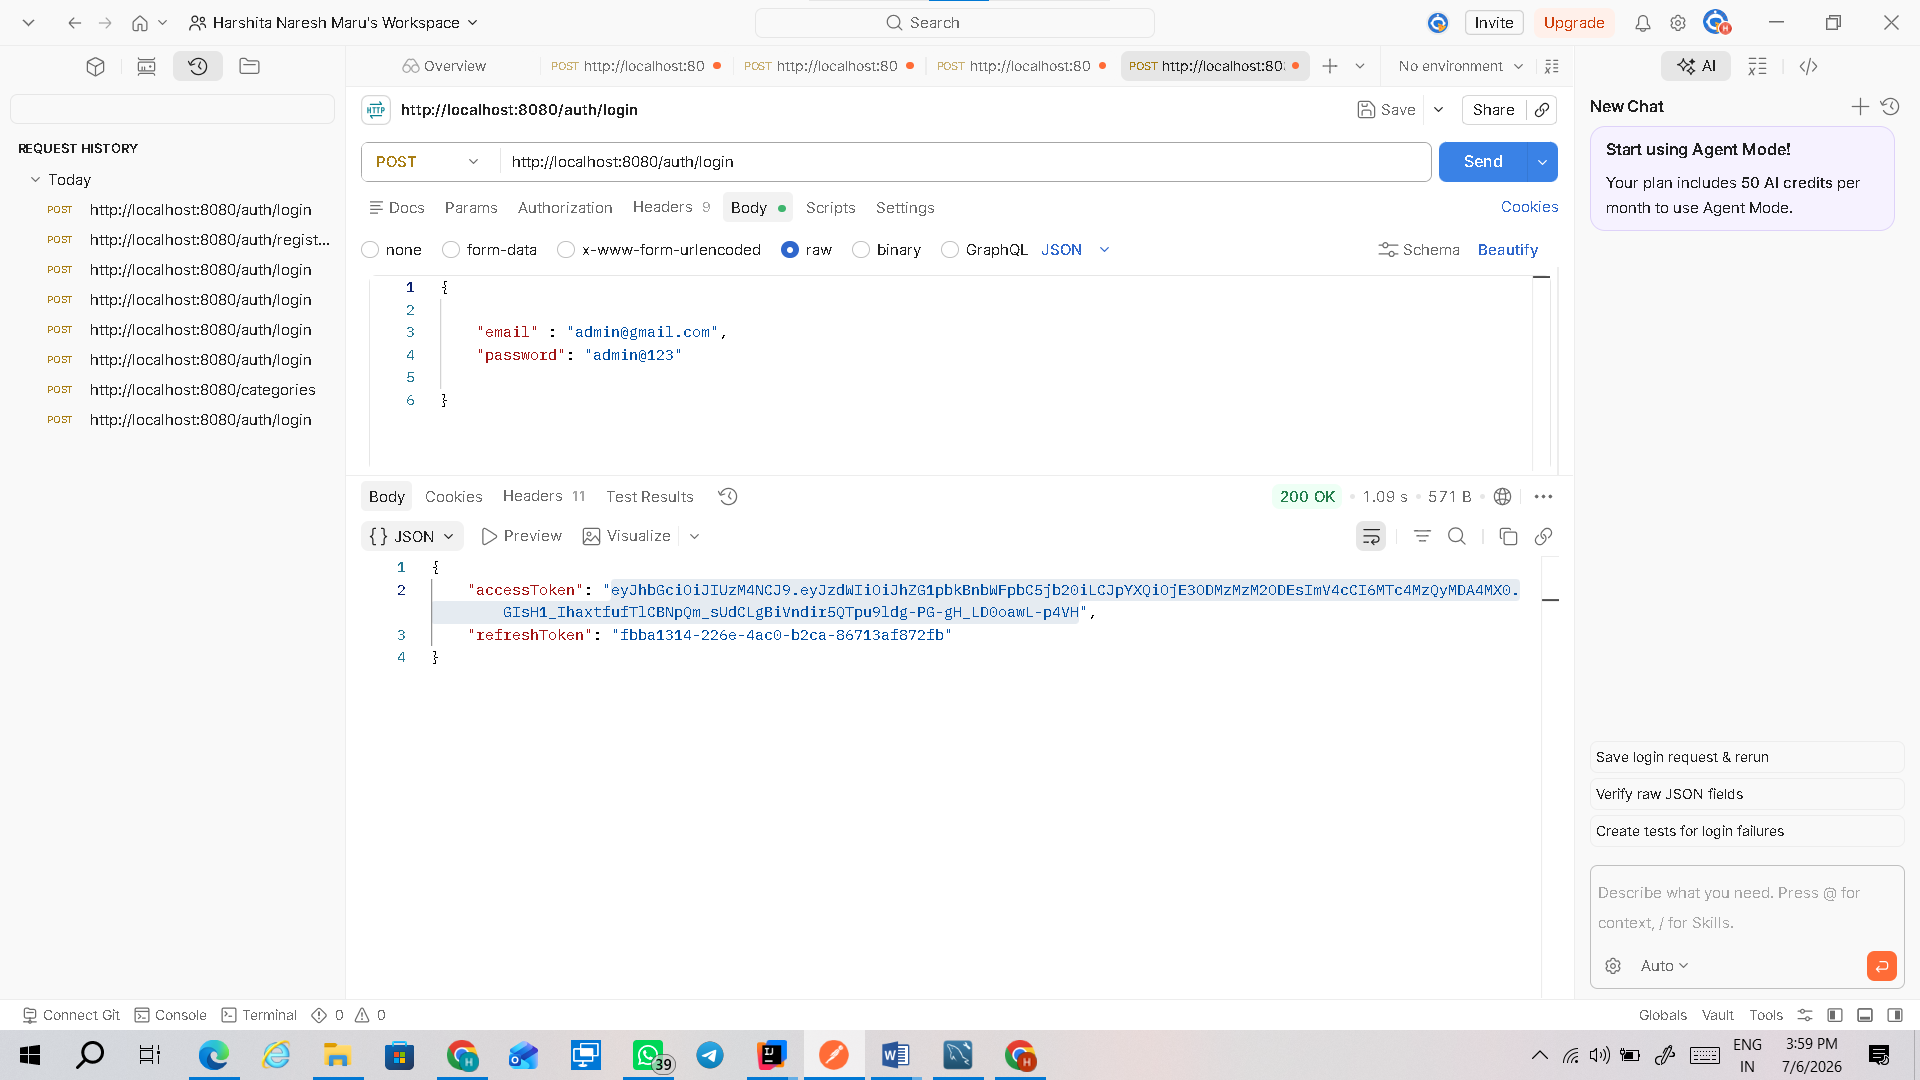 Harshita Naresh Maru's Workspace
Search
Invite
Upgrade
Overview
POST http://localhost:80
POST http://localhost:80
POST http://localhost:80
POST http://localhost:80
No environment
AI
REQUEST HISTORY
Today
POST http://localhost:8080/auth/login
POST http://localhost:8080/auth/regist...
POST http://localhost:8080/auth/login
POST http://localhost:8080/auth/login
POST http://localhost:8080/auth/login
POST http://localhost:8080/auth/login
POST http://localhost:8080/categories
POST http://localhost:8080/auth/login
HTTP
http://localhost:8080/auth/login
Save
Share
POST
http://localhost:8080/auth/login
Send
Docs Params Authorization Headers 9 Body Scripts Settings
Cookies
none form-data x-www-form-urlencoded raw binary GraphQL JSON
Schema Beautify
1 {
2
3 "email" : "admin@gmail.com",
4 "password": "admin@123"
5
6 }
Body Cookies Headers 11 Test Results
200 OK • 1.09 s • 571 B
{} JSON Preview Visualize
1 {
2 "accessToken": "eyJhbGciOiJIUzM4NCJ9.eyJzdWIiOiJhZG1pbkBnbWFpbC5jb20iLCJpYXQiOjE3ODMzMzM2ODEsImV4cCI6MTc4MzQyMDA4MX0.
GIsH1_IhaxtfufTlCBNpQm_sUdCLgBiVndir5QTpu9ldg-PG-gH_LD0oawL-p4VH",
3 "refreshToken": "fbba1314-226e-4ac0-b2ca-86713af872fb"
4 }
New Chat
Start using Agent Mode!
Your plan includes 50 AI credits per
month to use Agent Mode.
Save login request & rerun
Verify raw JSON fields
Create tests for login failures
Describe what you need. Press @ for
context, / for Skills.
Auto
Connect Git Console Terminal 0 0
Globals Vault Tools
39
ENG
IN
3:59 PM
7/6/2026